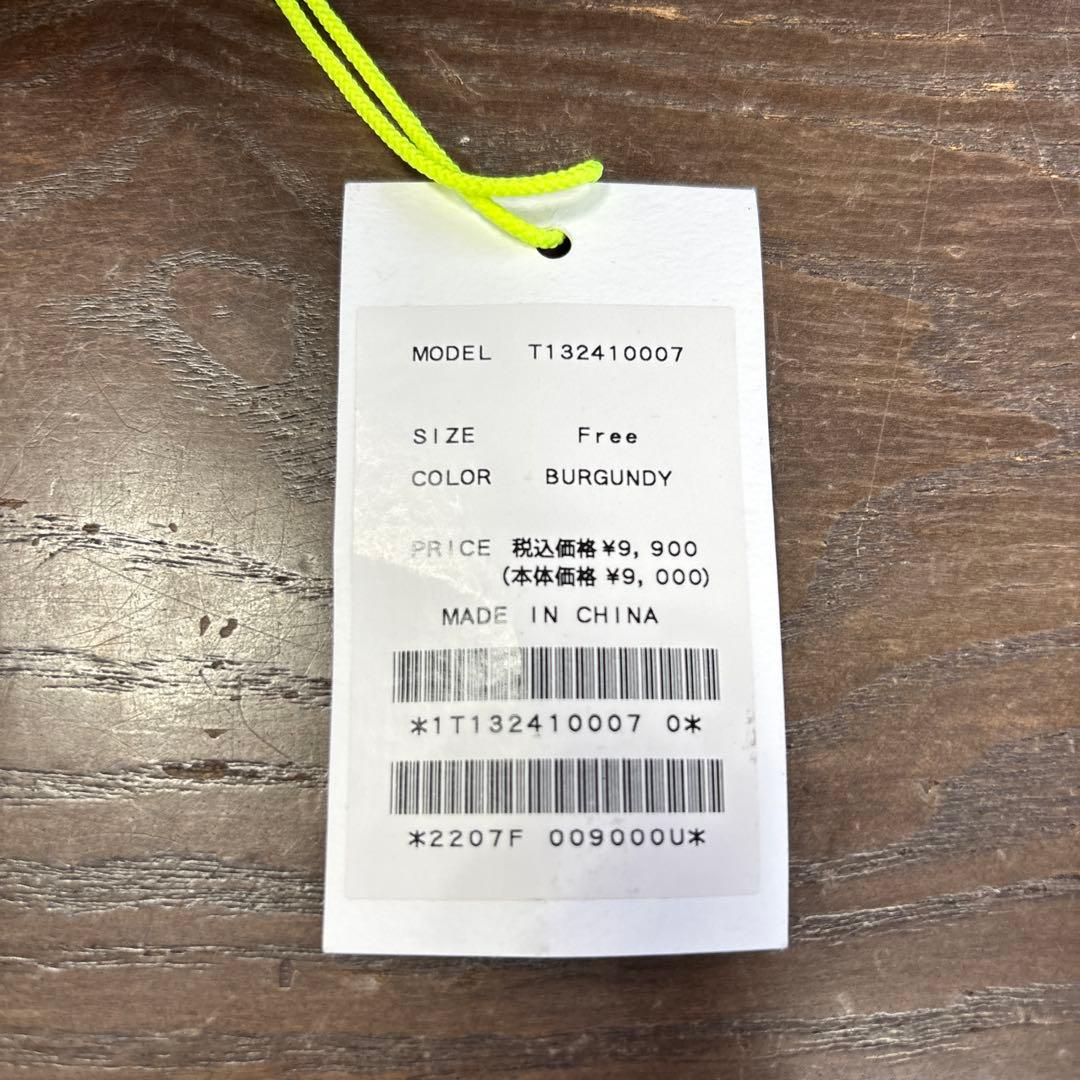 MODEL T132410007
SIZE Free
COLOR BURGUNDY
PRICE 税込価格¥9,900
(本体価格 ¥9,000)
MADE IN CHINA
*1T132410007 0*
*2207F 009000U*